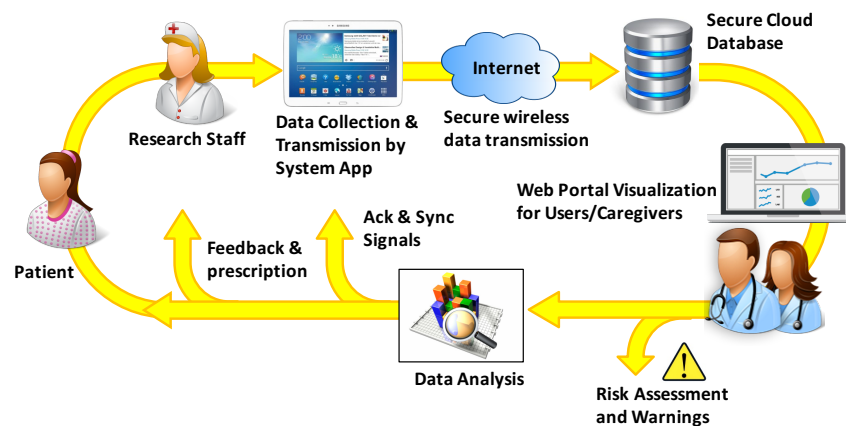 Secure Cloud
Database
Internet
Research Staff
Data Collection &
Transmission by
System App
Secure wireless
data transmission
Web Portal Visualization
for Users/Caregivers
Patient
Feedback &
prescription
Ack & Sync
Signals
Data Analysis
Risk Assessment
and Warnings